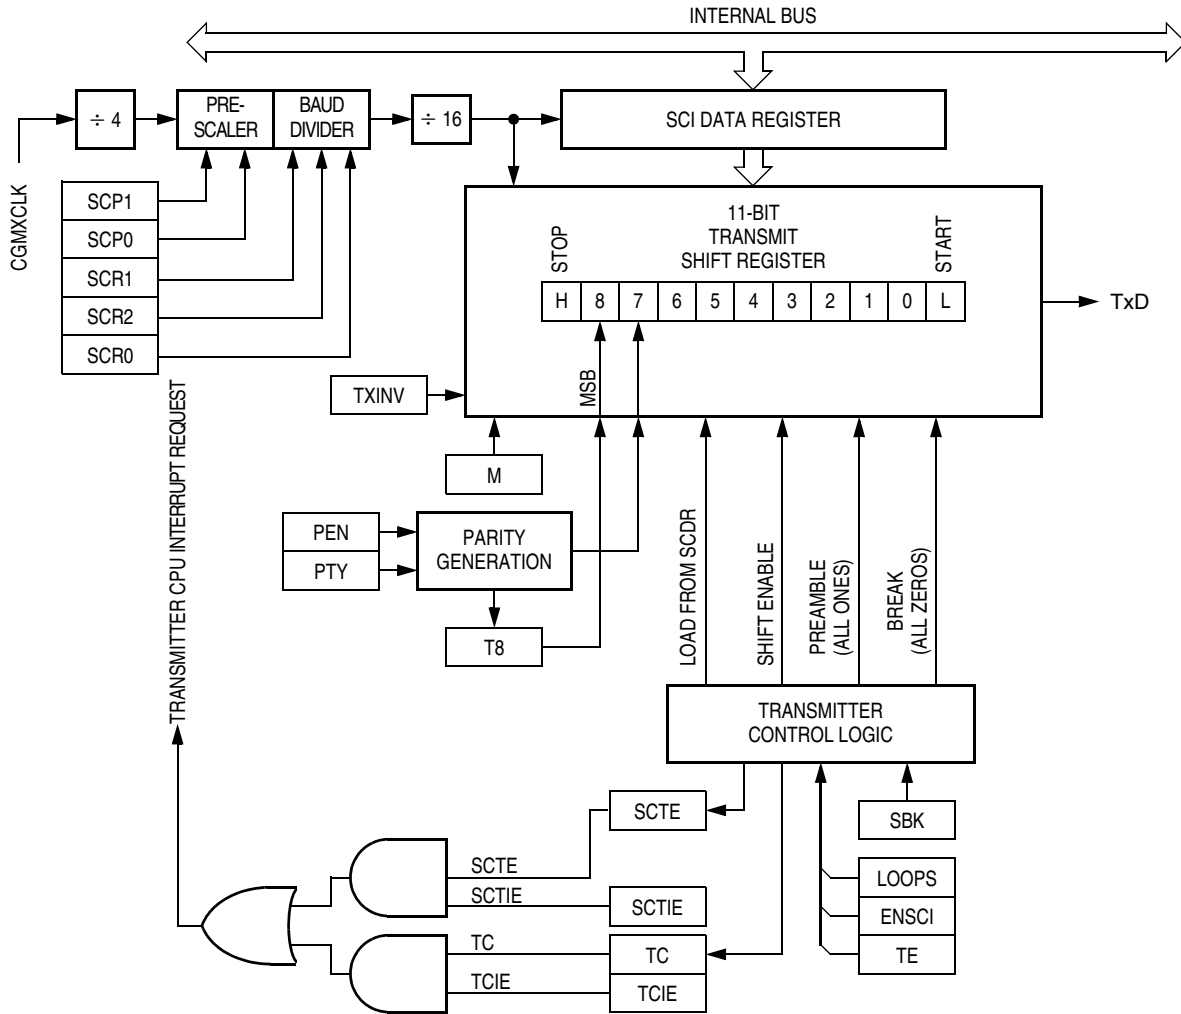 INTERNAL BUS
÷ 4
PRE-
SCALER
BAUD
DIVIDER
÷ 16
SCI DATA REGISTER
CGMXCLK
SCP1
SCP0
SCR1
SCR2
SCR0
11-BIT
TRANSMIT
SHIFT REGISTER
STOP
START
H 8 7 6 5 4 3 2 1 0 L
TxD
TXINV
MSB
M
PEN
PTY
PARITY
GENERATION
T8
LOAD FROM SCDR
SHIFT ENABLE
PREAMBLE
(ALL ONES)
BREAK
(ALL ZEROS)
TRANSMITTER CPU INTERRUPT REQUEST
TRANSMITTER
CONTROL LOGIC
SCTE
SBK
SCTE
SCTIE
SCTIE
LOOPS
ENSCI
TE
TC
TC
TCIE
TCIE